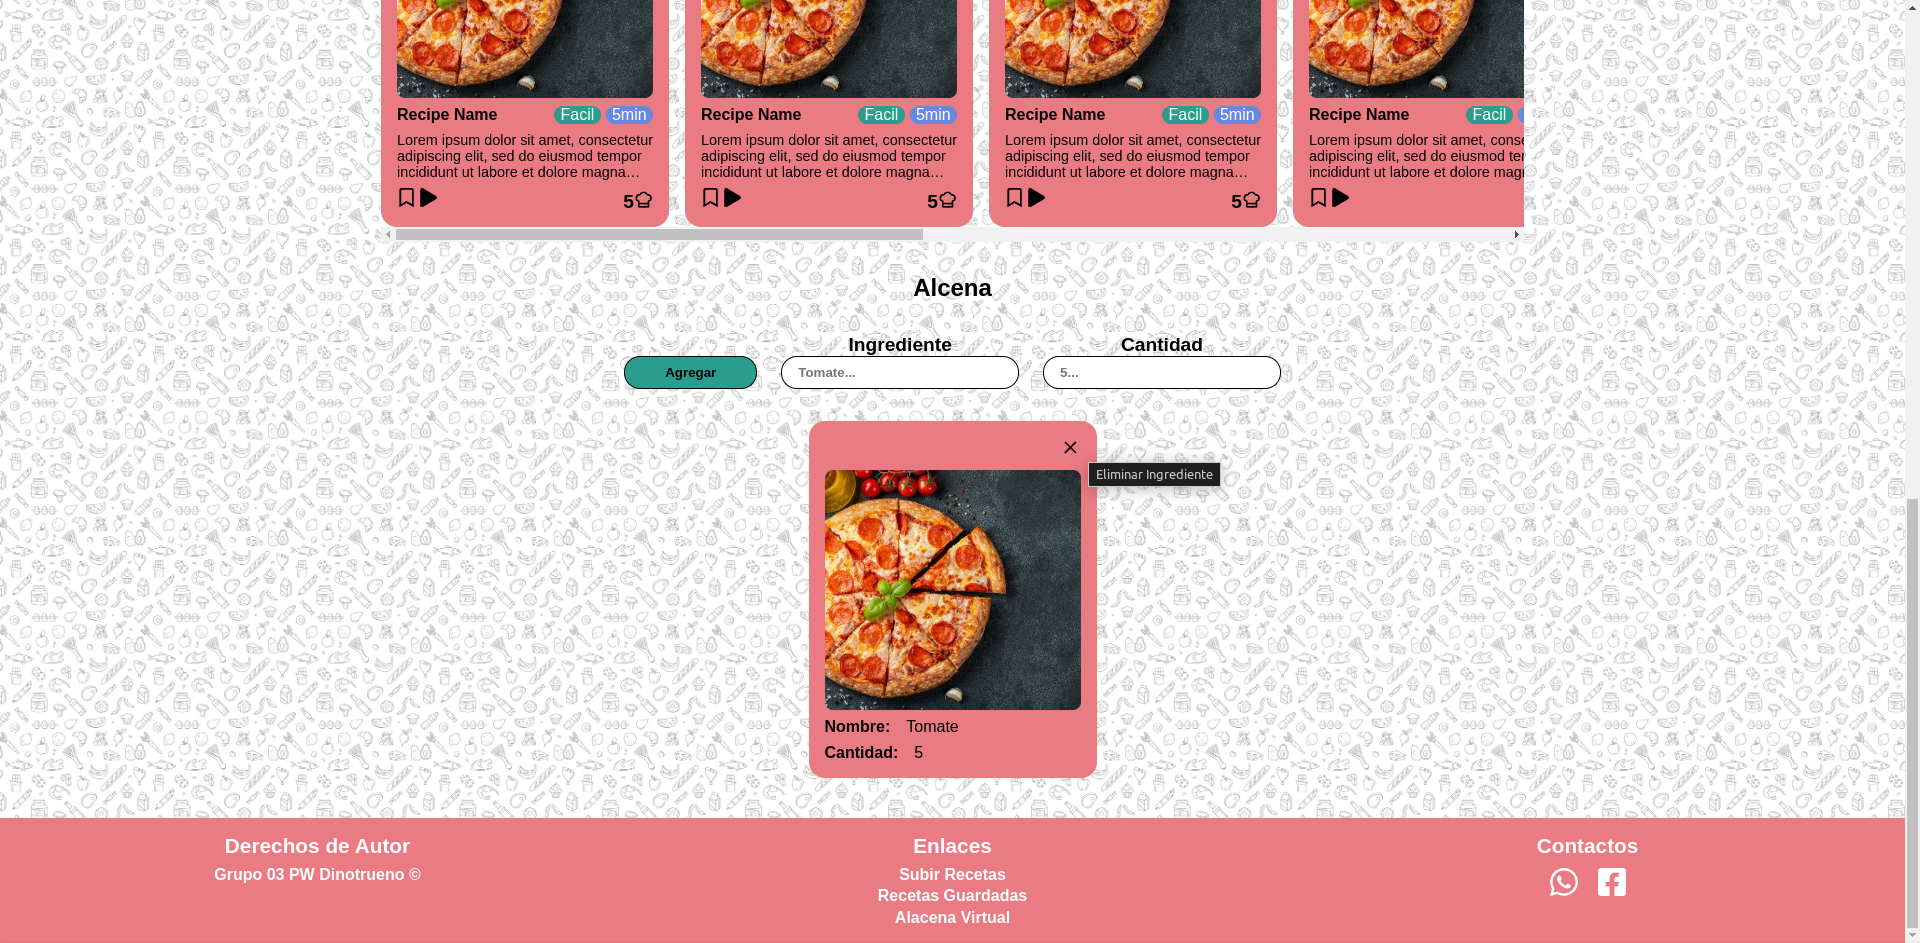 Recipe Name Facil 5min
Lorem ipsum dolor sit amet, consectetur
adipiscing elit, sed do eiusmod tempor
incididunt ut labore et dolore magna...
5
Recipe Name Facil 5min
Lorem ipsum dolor sit amet, consectetur
adipiscing elit, sed do eiusmod tempor
incididunt ut labore et dolore magna...
5
Recipe Name Facil 5min
Lorem ipsum dolor sit amet, consectetur
adipiscing elit, sed do eiusmod tempor
incididunt ut labore et dolore magna...
5
Recipe Name Facil
Lorem ipsum dolor sit amet, conse
adipiscing elit, sed do eiusmod ter
incididunt ut labore et dolore magn
Alcena
Ingrediente Cantidad
Agregar Tomate... 5...
Eliminar Ingrediente
Nombre: Tomate
Cantidad: 5
Derechos de Autor
Grupo 03 PW Dinotrueno ©
Enlaces
Subir Recetas
Recetas Guardadas
Alacena Virtual
Contactos